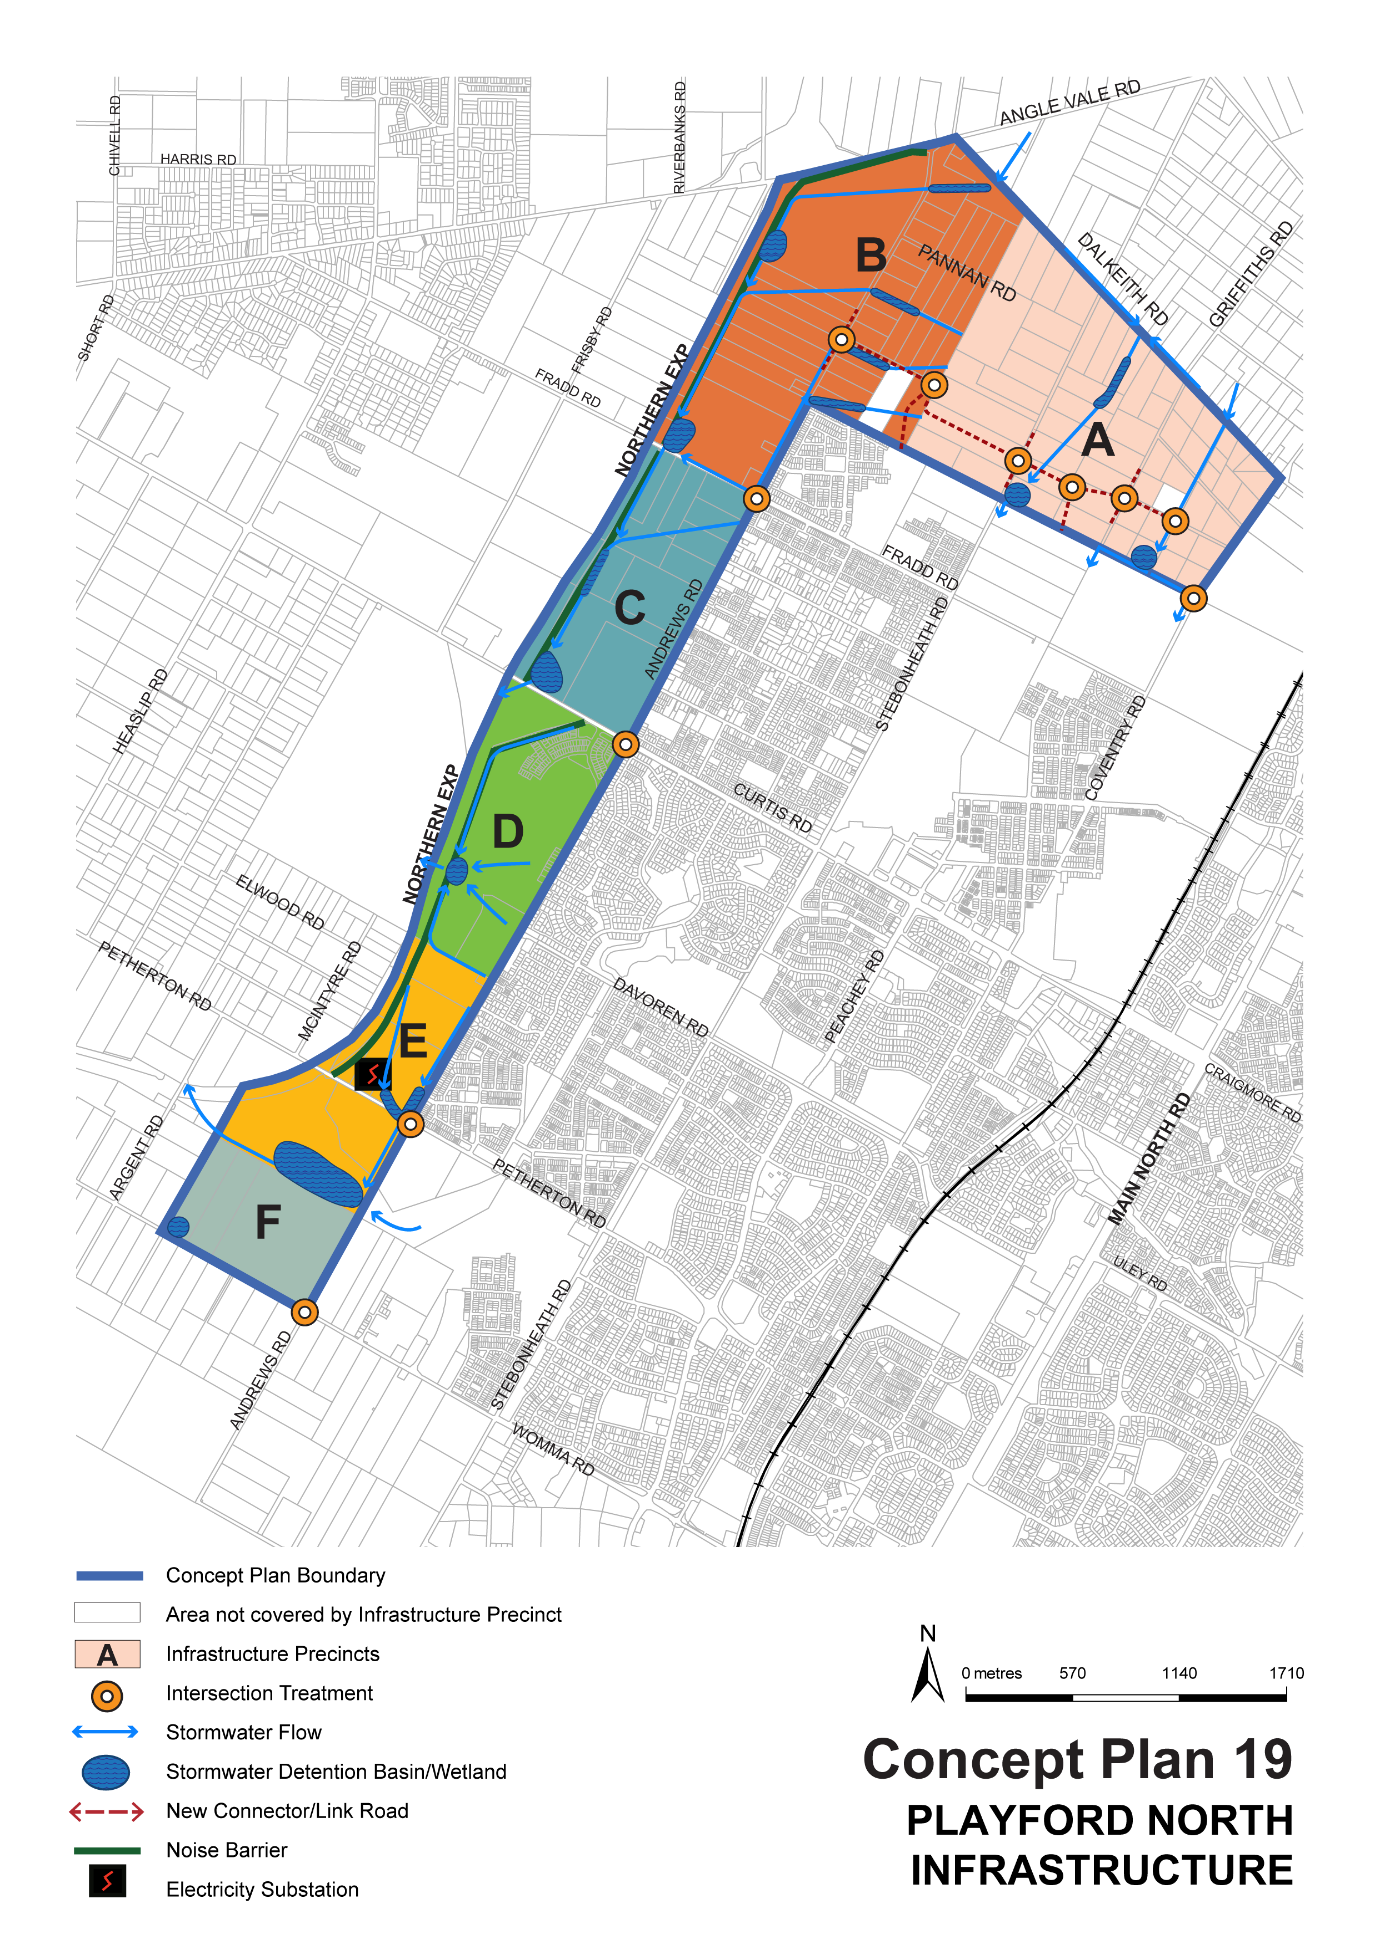 ANGLE VALE RD
CHIVELL RD
HARRIS RD
RIVERBANKS RD
GRIFFITHS RD
DALKEITH RD
B
PANNAN RD
SHORT RD
FRISBY RD
FRADD RD
NORTHERN EXP
A
FRADD RD
C
ANDREWS RD
STEBONHEATH RD
HEASLIP RD
COVENTRY RD
CURTIS RD
D
NORTHERN EXP
ELWOOD RD
PETHERTON RD
MCINTYRE RD
DAVOREN RD
PEACHEY RD
E
CRAIGMORE RD
MAIN NORTH RD
ARGENT RD
PETHERTON RD
F
ULEY RD
STEBONHEATH RD
ANDREWS RD
WOMMA RD
Concept Plan Boundary
Area not covered by Infrastructure Precinct
A
Infrastructure Precincts
Intersection Treatment
Stormwater Flow
Stormwater Detention Basin/Wetland
New Connector/Link Road
Noise Barrier
Electricity Substation
N
0 metres 570 1140 1710
Concept Plan 19
PLAYFORD NORTH
INFRASTRUCTURE